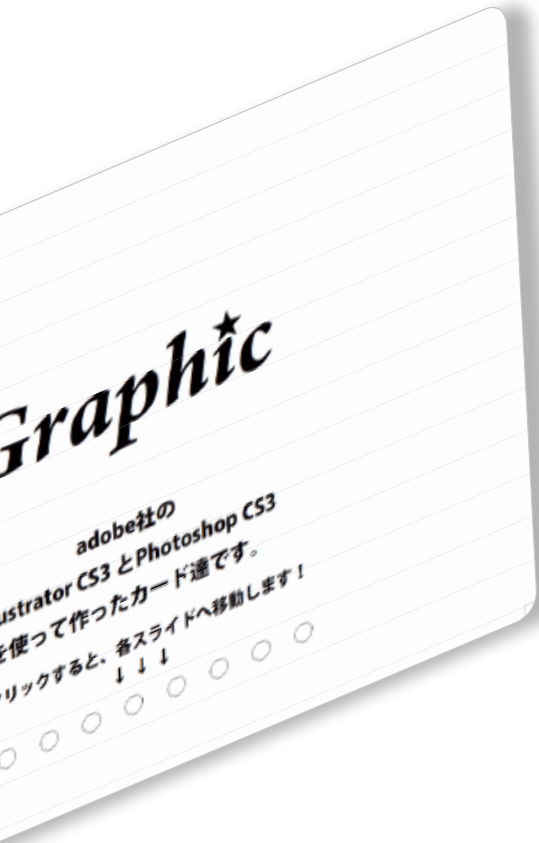 Graphic
adobe社の
ustrator CS3 とPhotoshop CS3
を使って作ったカード達です。
リックすると、各スライドへ移動します！
↓ ↓ ↓